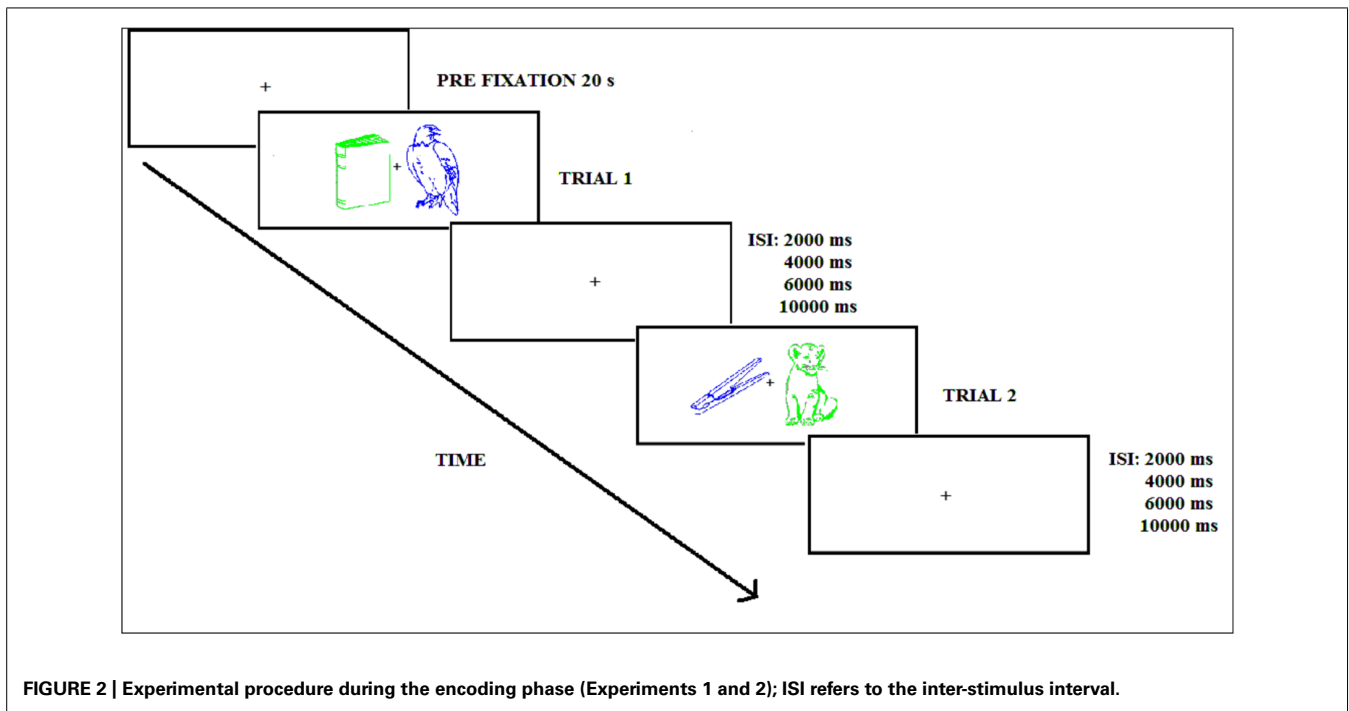 PRE FIXATION 20 s
TRIAL 1
ISI: 2000 ms
4000 ms
6000 ms
10000 ms
TRIAL 2
TIME
ISI: 2000 ms
4000 ms
6000 ms
10000 ms
FIGURE 2 | Experimental procedure during the encoding phase (Experiments 1 and 2); ISI refers to the inter-stimulus interval.